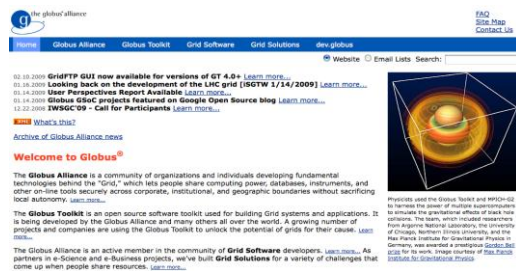 the globus alliance
FAQ
Site Map
Contact Us
Home Globus Alliance Globus Toolkit Grid Software Grid Solutions dev.globus
Website Email Lists Search:
02.10.2009 GridFTP GUI now available for versions of GT 4.0+ Learn more...
01.16.2009 Looking back on the development of the LHC grid [iSGTW 1/14/2009] Learn more...
01.14.2009 User Perspectives Report Available Learn more...
01.14.2009 Globus GSoC projects featured on Google Open Source blog Learn more...
12.22.2008 IWSGC'09 - Call for Participants Learn more...
What's this?
Archive of Globus Alliance news
Welcome to Globus®
The Globus Alliance is a community of organizations and individuals developing fundamental
technologies behind the "Grid," which lets people share computing power, databases, instruments, and
other on-line tools securely across corporate, institutional, and geographic boundaries without sacrificing
local autonomy. Learn more...
The Globus Toolkit is an open source software toolkit used for building Grid systems and applications. It
is being developed by the Globus Alliance and many others all over the world. A growing number of
projects and companies are using the Globus Toolkit to unlock the potential of grids for their cause. Learn
more...
The Globus Alliance is an active member in the community of Grid Software developers. Learn more... As
partners in e-Science and e-Business projects, we've built Grid Solutions for a variety of challenges that
come up when people share resources. Learn more...
Physicists used the Globus Toolkit and MPICH-G2
to harness the power of multiple supercomputers
to simulate the gravitational effects of black hole
collisions. The team, which included researchers
from Argonne National Laboratory, the University
of Chicago, Northern Illinois University, and the
Max Planck Institute for Gravitational Physics in
Germany, was awarded a prestigious Gordon Bell
prize for its work. Image courtesy of Max Planck
Institute for Gravitational Physics.